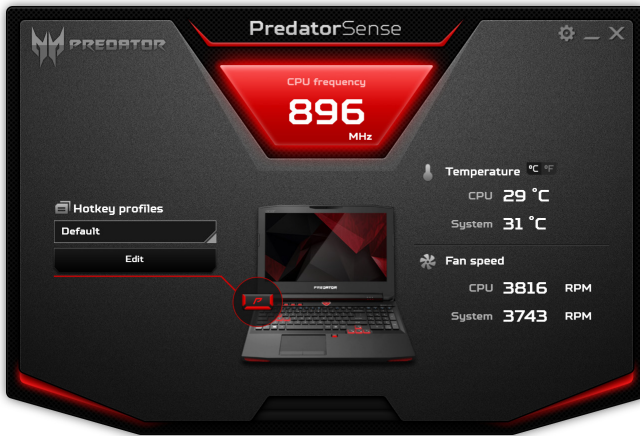 PREDATOR
PredatorSense
CPU frequency
896
MHz
Temperature °C °F
CPU 29 °C
System 31 °C
Hotkey profiles
Default
Edit
Fan speed
CPU 3816 RPM
System 3743 RPM
PREDATOR
P